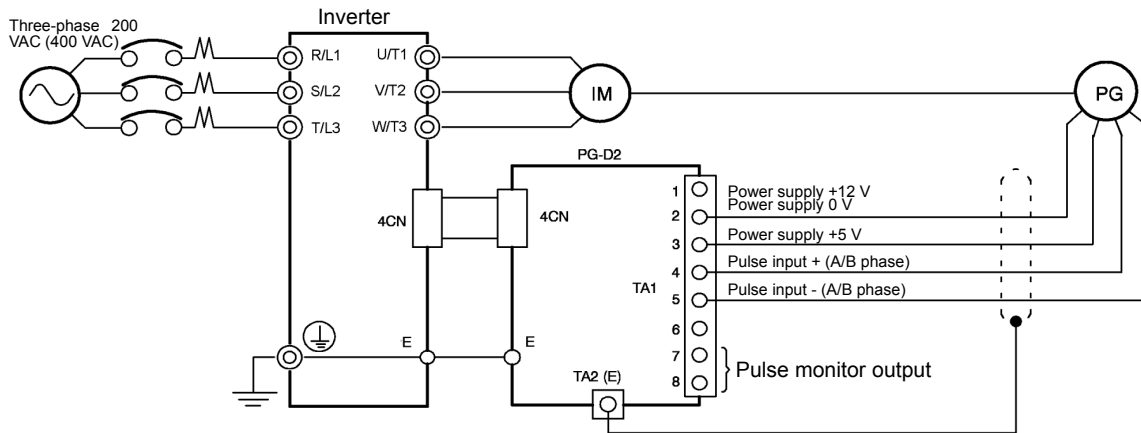 Three-phase 200
VAC (400 VAC)
Inverter
R/L1 U/T1
S/L2 V/T2
T/L3 W/T3
IM
PG
PG-D2
4CN
4CN
TA1
1 Power supply +12 V
2 Power supply 0 V
3 Power supply +5 V
4 Pulse input + (A/B phase)
5 Pulse input - (A/B phase)
6
7
8
Pulse monitor output
E
E
TA2 (E)